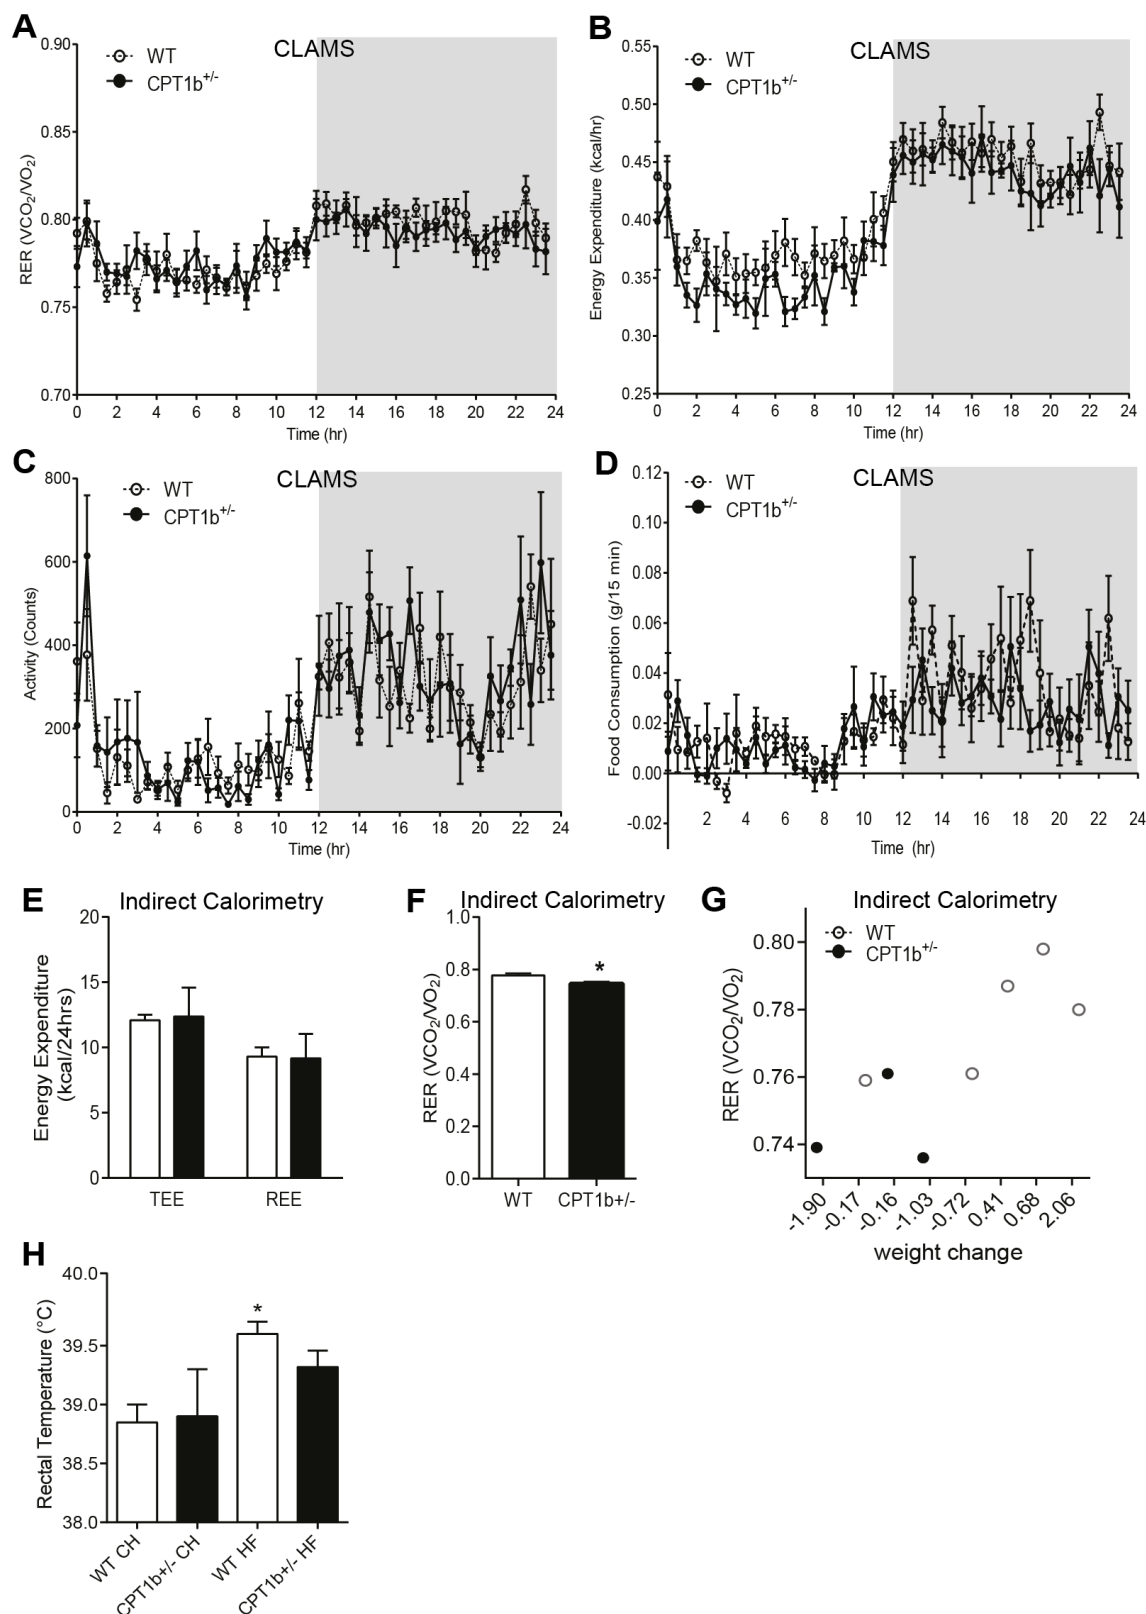 A
CLAMS
WT
CPT1b+/-
RER (VCO2/VO2)
0.90
0.85
0.80
0.75
0.70
0 2 4 6 8 10 12 14 16 18 20 22 24
Time (hr)
B
CLAMS
WT
CPT1b+/-
Energy Expenditure (kcal/hr)
0.55
0.50
0.45
0.40
0.35
0.30
0.25
0 2 4 6 8 10 12 14 16 18 20 22 24
Time (hr)
C
CLAMS
WT
CPT1b+/-
Activity (Counts)
800
600
400
200
0
0 2 4 6 8 10 12 14 16 18 20 22 24
Time (hr)
D
CLAMS
WT
CPT1b+/-
Food Consumption (g/15 min)
0.12
0.10
0.08
0.06
0.04
0.02
0.00
-0.02
2 4 6 8 10 12 14 16 18 20 22 24
Time (hr)
E
Indirect Calorimetry
Energy Expenditure
(kcal/24hrs)
20
15
10
5
0
TEE REE
F
Indirect Calorimetry
RER (VCO2/VO2)
1.0
0.8
0.6
0.4
0.2
0.0
*
WT CPT1b+/-
G
Indirect Calorimetry
WT
CPT1b+/-
RER (VCO2/VO2)
0.80
0.78
0.76
0.74
-1.90 -0.17 -0.16 -1.03 -0.72 0.41 0.68 2.06
weight change
H
Rectal Temperature (°C)
40.0
39.5
39.0
38.5
38.0
*
WT CH CPT1b+/- CH WT HF CPT1b+/- HF